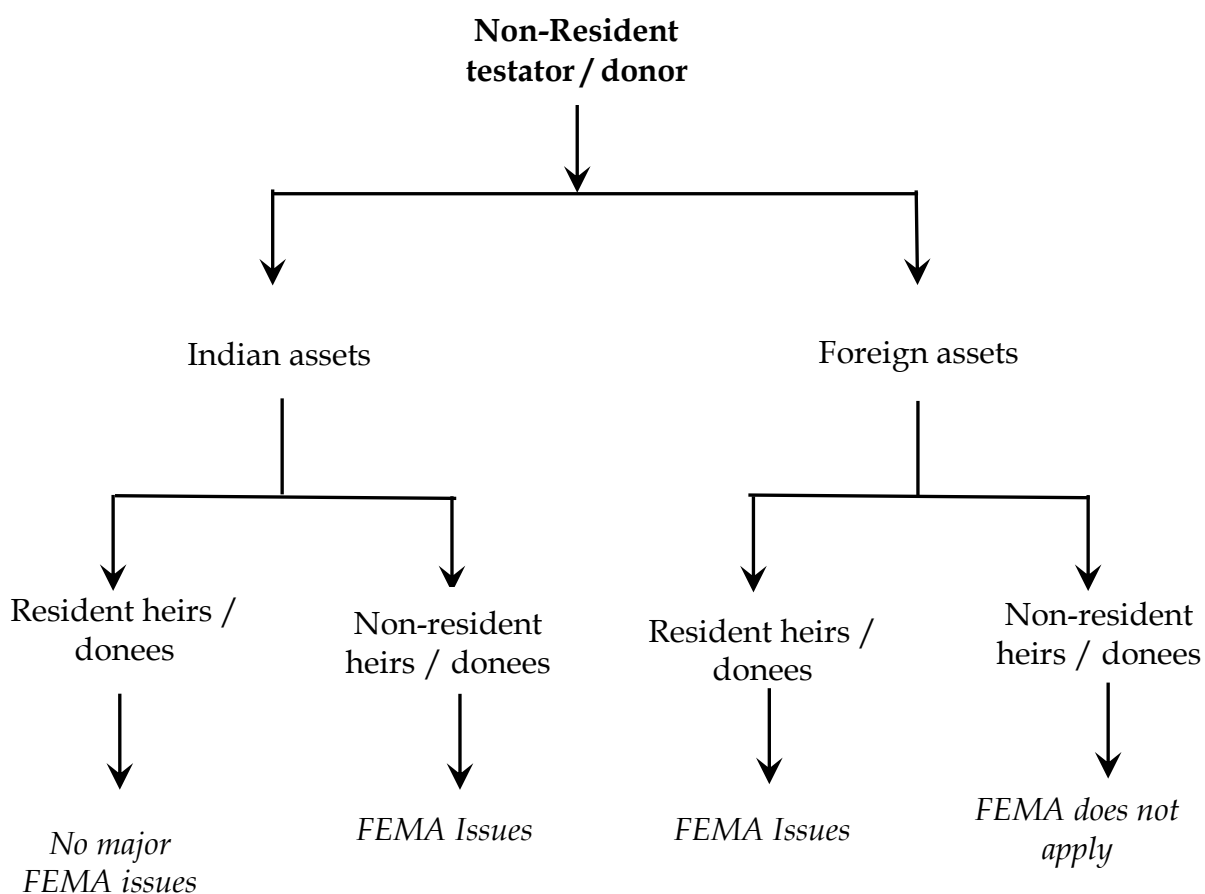 Non-Resident
testator / donor
Indian assets
Foreign assets
Resident heirs /
donees
Non-resident
heirs / donees
Resident heirs /
donees
Non-resident
heirs / donees
No major
FEMA issues
FEMA Issues
FEMA Issues
FEMA does not
apply